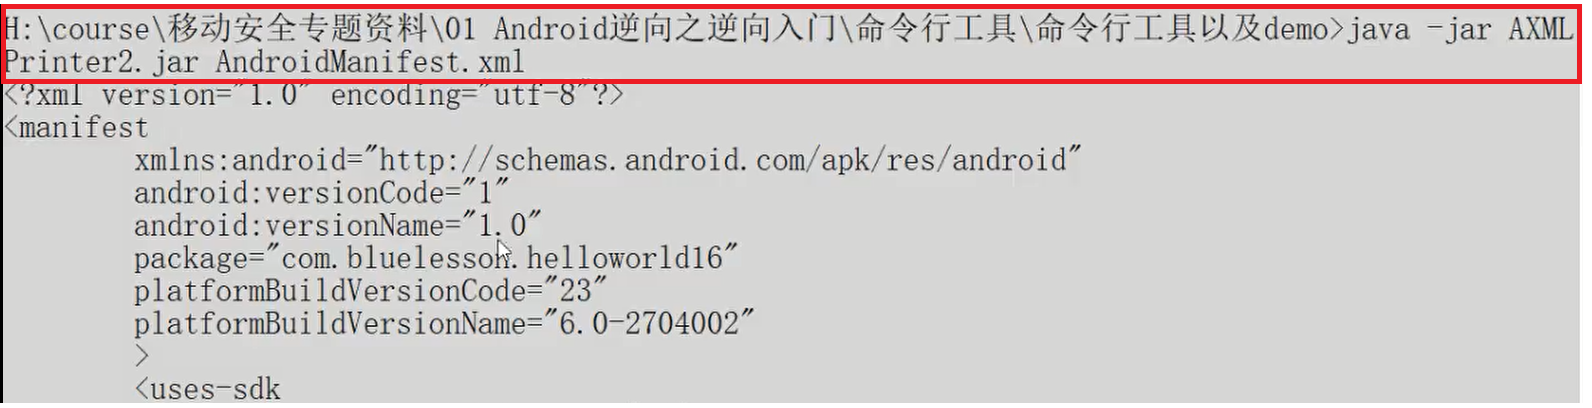 H:\course\移动安全专题资料\01 Android逆向之逆向入门\命令行工具\命令行工具以及demo>java -jar AXML
Printer2.jar AndroidManifest.xml
<?xml version="1.0" encoding="utf-8"?>
<manifest
xmlns:android="http://schemas.android.com/apk/res/android"
android:versionCode="1"
android:versionName="1.0"
package="com.bluelesson.helloworld16"
platformBuildVersionCode="23"
platformBuildVersionName="6.0-2704002"
>
<uses-sdk